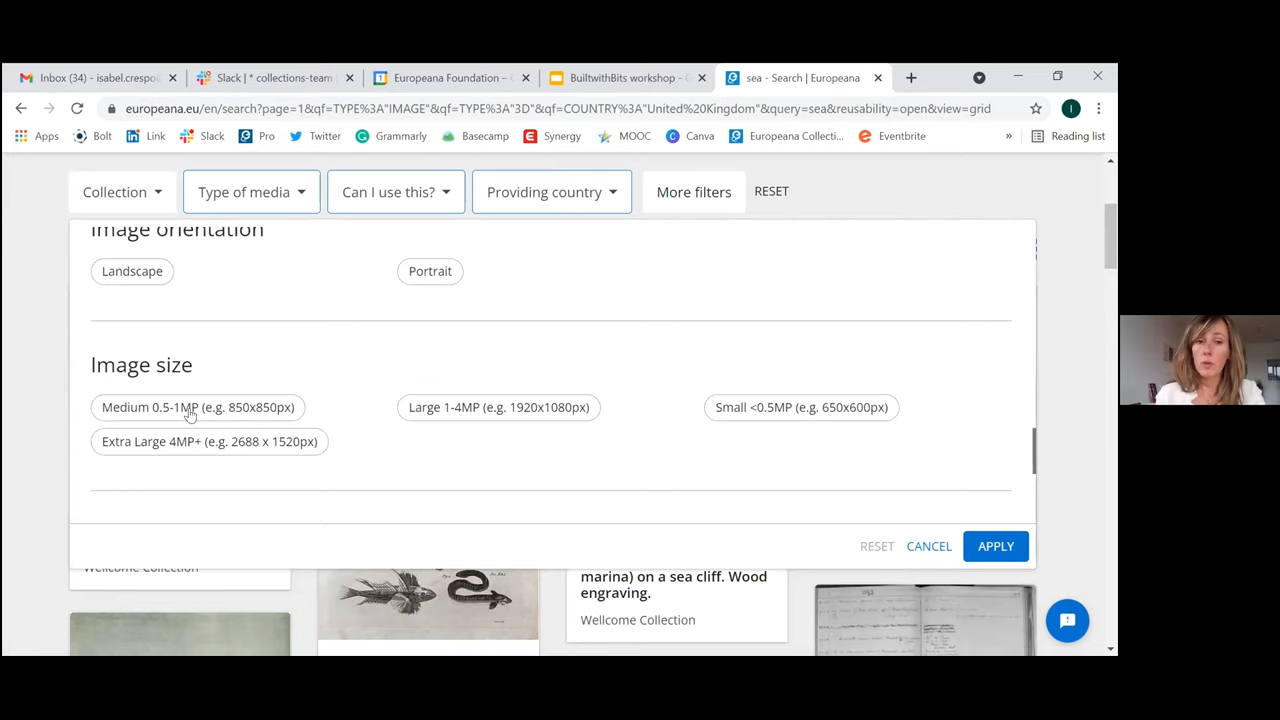 Inbox (34) - isabel.crespo
Slack | * collections-team
Europeana Foundation –
BuiltwithBits workshop - G
sea - Search | Europeana
europeana.eu/en/search?page=1&qf=TYPE%3A"IMAGE"&qf=TYPE%3A"3D"&qf=COUNTRY%3A"United%20Kingdom"&query=sea&reusability=open&view=grid
I
Apps
Bolt
Link
Slack
Pro
Twitter
Grammarly
Basecamp
Synergy
MOOC
Canva
Europeana Collecti...
Eventbrite
»
Reading list
Collection
Type of media
Can I use this?
Providing country
More filters
RESET
Image orientation
Landscape
Portrait
Image size
Medium 0.5-1MP (e.g. 850x850px)
Large 1-4MP (e.g. 1920x1080px)
Small <0.5MP (e.g. 650x600px)
Extra Large 4MP+ (e.g. 2688 x 1520px)
RESET
CANCEL
APPLY
Wellcome Collection
marina) on a sea cliff. Wood
engraving.
Wellcome Collection